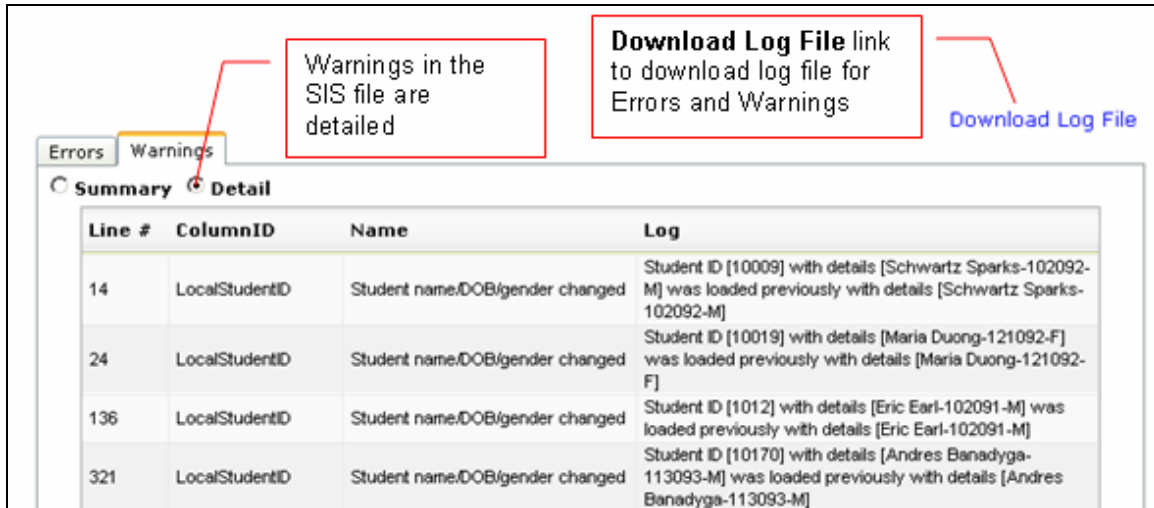 Warnings in the
SIS file are
detailed
Download Log File link
to download log file for
Errors and Warnings
Download Log File
Errors Warnings
Summary Detail
Line # ColumnID Name Log
14 LocalStudentID Student name/DOB/gender changed Student ID [10009] with details [Schwartz Sparks-102092-
M] was loaded previously with details [Schwartz Sparks-
102092-M]
24 LocalStudentID Student name/DOB/gender changed Student ID [10019] with details [Maria Duong-121092-F]
was loaded previously with details [Maria Duong-121092-
F]
136 LocalStudentID Student name/DOB/gender changed Student ID [1012] with details [Eric Earl-102091-M] was
loaded previously with details [Eric Earl-102091-M]
321 LocalStudentID Student name/DOB/gender changed Student ID [10170] with details [Andres Banadyga-
113093-M] was loaded previously with details [Andres
Banadyga-113093-M]